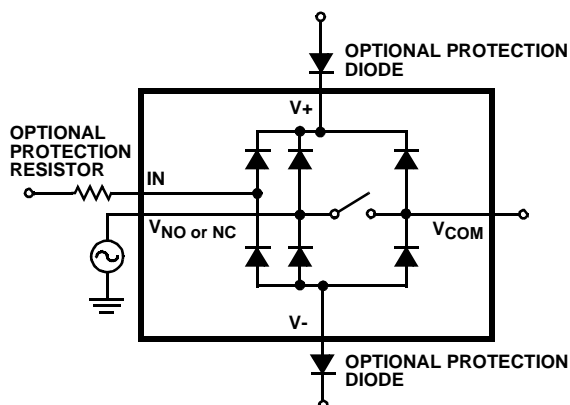 OPTIONAL PROTECTION
DIODE
V+
OPTIONAL
PROTECTION
RESISTOR
IN
VNO or NC
VCOM
V-
OPTIONAL PROTECTION
DIODE